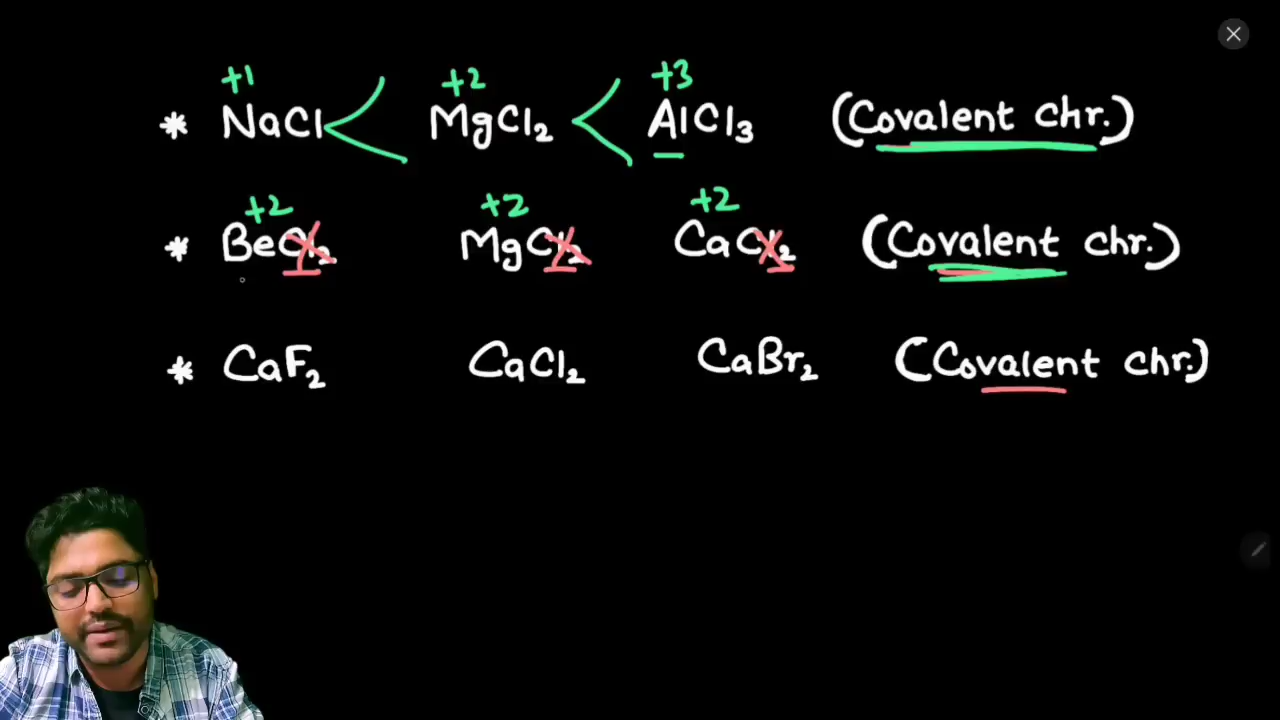 +1 +2 +3
* NaCl < MgCl₂ < AlCl₃ (Covalent chr.)
+2 +2 +2
* BeCl₂ MgCl₂ CaCl₂ (Covalent chr.)
* CaF₂ CaCl₂ CaBr₂ (Covalent chr.)